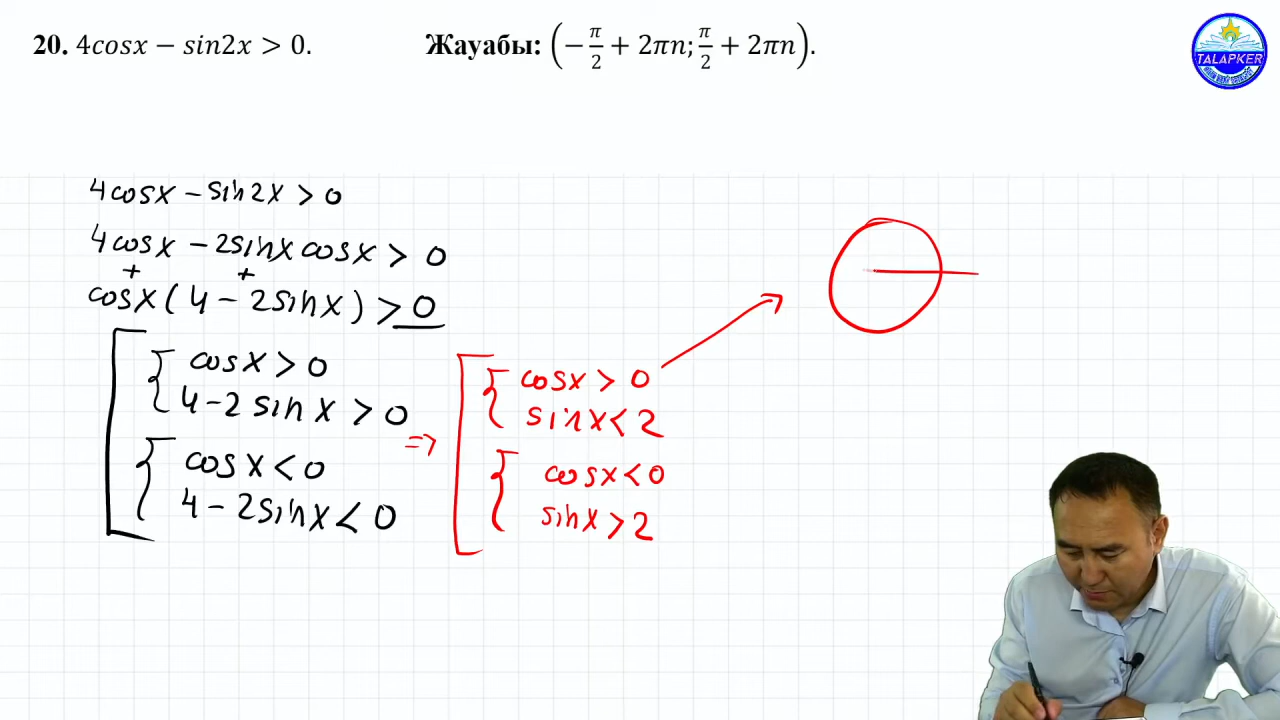 20. 4cosx − sin2x > 0. Жауабы: (−π/2 + 2πn; π/2 + 2πn).
TALAPKER
4cosx − sin2x > 0
4cosx − 2sinx cosx > 0
+ +
cosx(4 − 2sinx) > 0
cosx > 0
4−2 sinx > 0
cosx < 0
4−2sinx < 0
=>
cosx > 0
sinx < 2
cosx < 0
sinx > 2